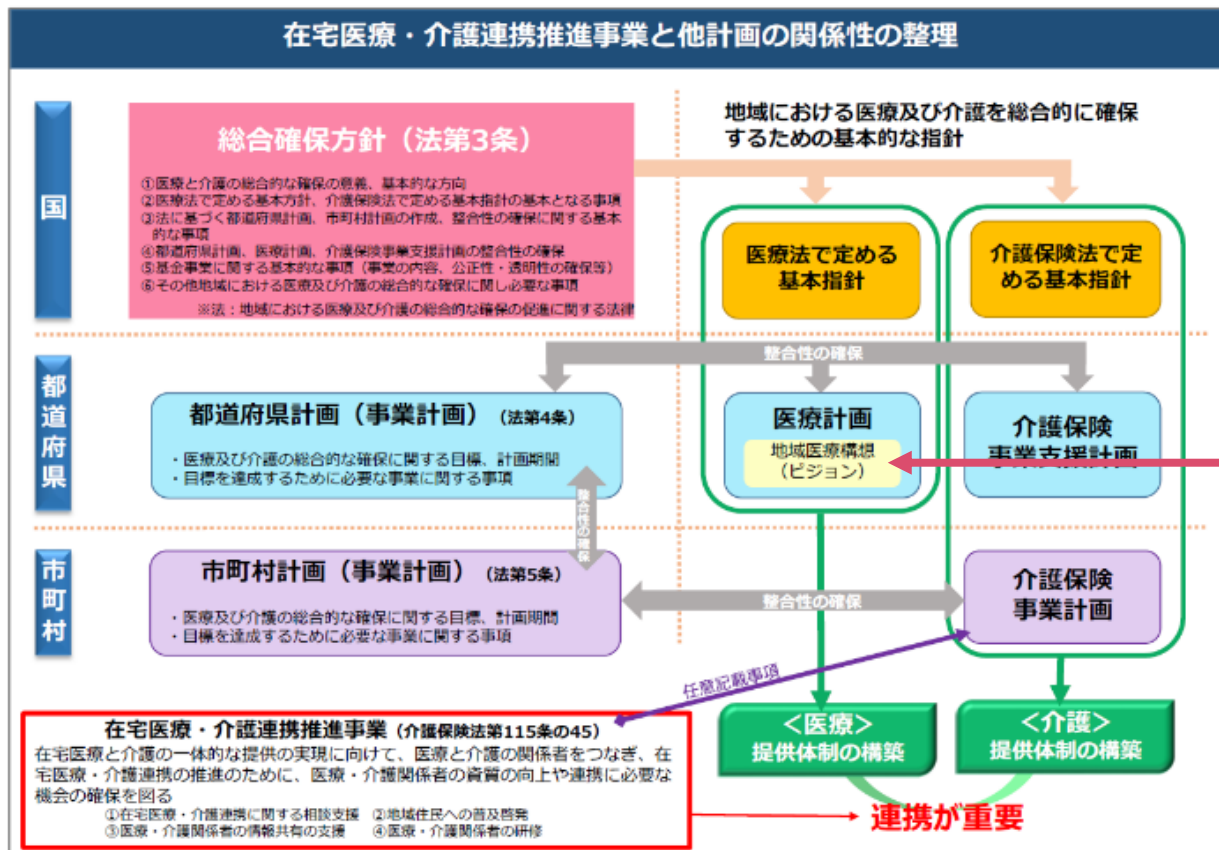 在宅医療・介護連携推進事業と他計画の関係性の整理
国
総合確保方針（法第3条）
①医療と介護の総合的な確保の意義、基本的な方向
②医療法で定める基本方針、介護保険法で定める基本指針の基本となる事項
③法に基づく都道府県計画、市町村計画の作成、整合性の確保に関する基本
的な事項
④都道府県計画、医療計画、介護保険事業支援計画の整合性の確保
⑤基金事業に関する基本的な事項（事業の内容、公正性・透明性の確保等）
⑥その他地域における医療及び介護の総合的な確保に関し必要な事項
※法：地域における医療及び介護の総合的な確保の促進に関する法律
地域における医療及び介護を総合的に確保
するための基本的な指針
医療法で定める
基本指針
介護保険法で定
める基本指針
都道府県
整合性の確保
都道府県計画（事業計画）（法第4条）
・医療及び介護の総合的な確保に関する目標、計画期間
・目標を達成するために必要な事業に関する事項
医療計画
地域医療構想
（ビジョン）
介護保険
事業支援計画
整合性の確保
市町村
市町村計画（事業計画）（法第5条）
・医療及び介護の総合的な確保に関する目標、計画期間
・目標を達成するために必要な事業に関する事項
整合性の確保
介護保険
事業計画
任意記載事項
在宅医療・介護連携推進事業（介護保険法第115条の45）
在宅医療と介護の一体的な提供の実現に向けて、医療と介護の関係者をつなぎ、在
宅医療・介護連携の推進のために、医療・介護関係者の資質の向上や連携に必要な
機会の確保を図る
①在宅医療・介護連携に関する相談支援 ②地域住民への普及啓発
③医療・介護関係者の情報共有の支援 ④医療・介護関係者の研修
＜医療＞
提供体制の構築
＜介護＞
提供体制の構築
連携が重要